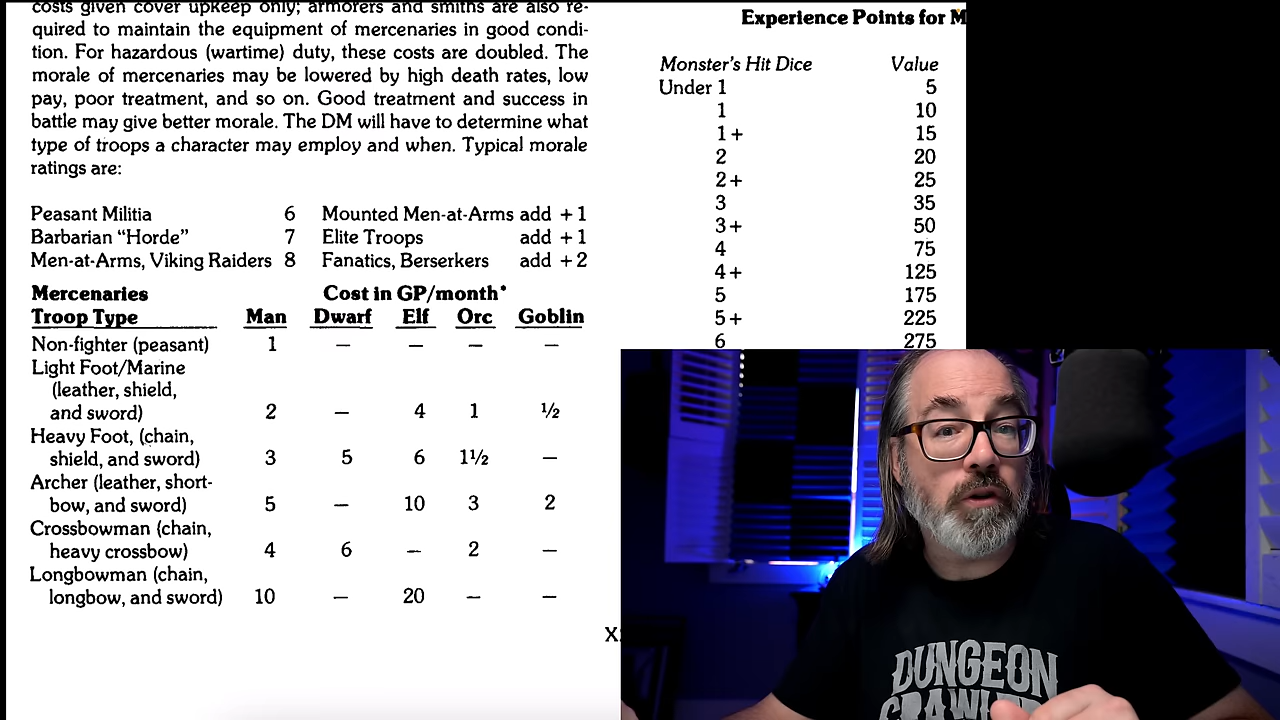 costs given cover upkeep only; armorers and smiths are also re-
quired to maintain the equipment of mercenaries in good condi-
tion. For hazardous (wartime) duty, these costs are doubled. The
morale of mercenaries may be lowered by high death rates, low
pay, poor treatment, and so on. Good treatment and success in
battle may give better morale. The DM will have to determine what
type of troops a character may employ and when. Typical morale
ratings are:
Peasant Militia 6 Mounted Men-at-Arms add +1
Barbarian “Horde” 7 Elite Troops add +1
Men-at-Arms, Viking Raiders 8 Fanatics, Berserkers add +2
Mercenaries Cost in GP/month*
Troop Type Man Dwarf Elf Orc Goblin
Non-fighter (peasant) 1 — — — —
Light Foot/Marine
(leather, shield,
and sword) 2 — 4 1 ½
Heavy Foot, (chain,
shield, and sword) 3 5 6 1½ —
Archer (leather, short-
bow, and sword) 5 — 10 3 2
Crossbowman (chain,
heavy crossbow) 4 6 — 2 —
Longbowman (chain,
longbow, and sword) 10 — 20 — —
Experience Points for M
Monster's Hit Dice Value
Under 1 5
1 10
1+ 15
2 20
2+ 25
3 35
3+ 50
4 75
4+ 125
5 175
5+ 225
6 275
DUNGEON
CRAWLER